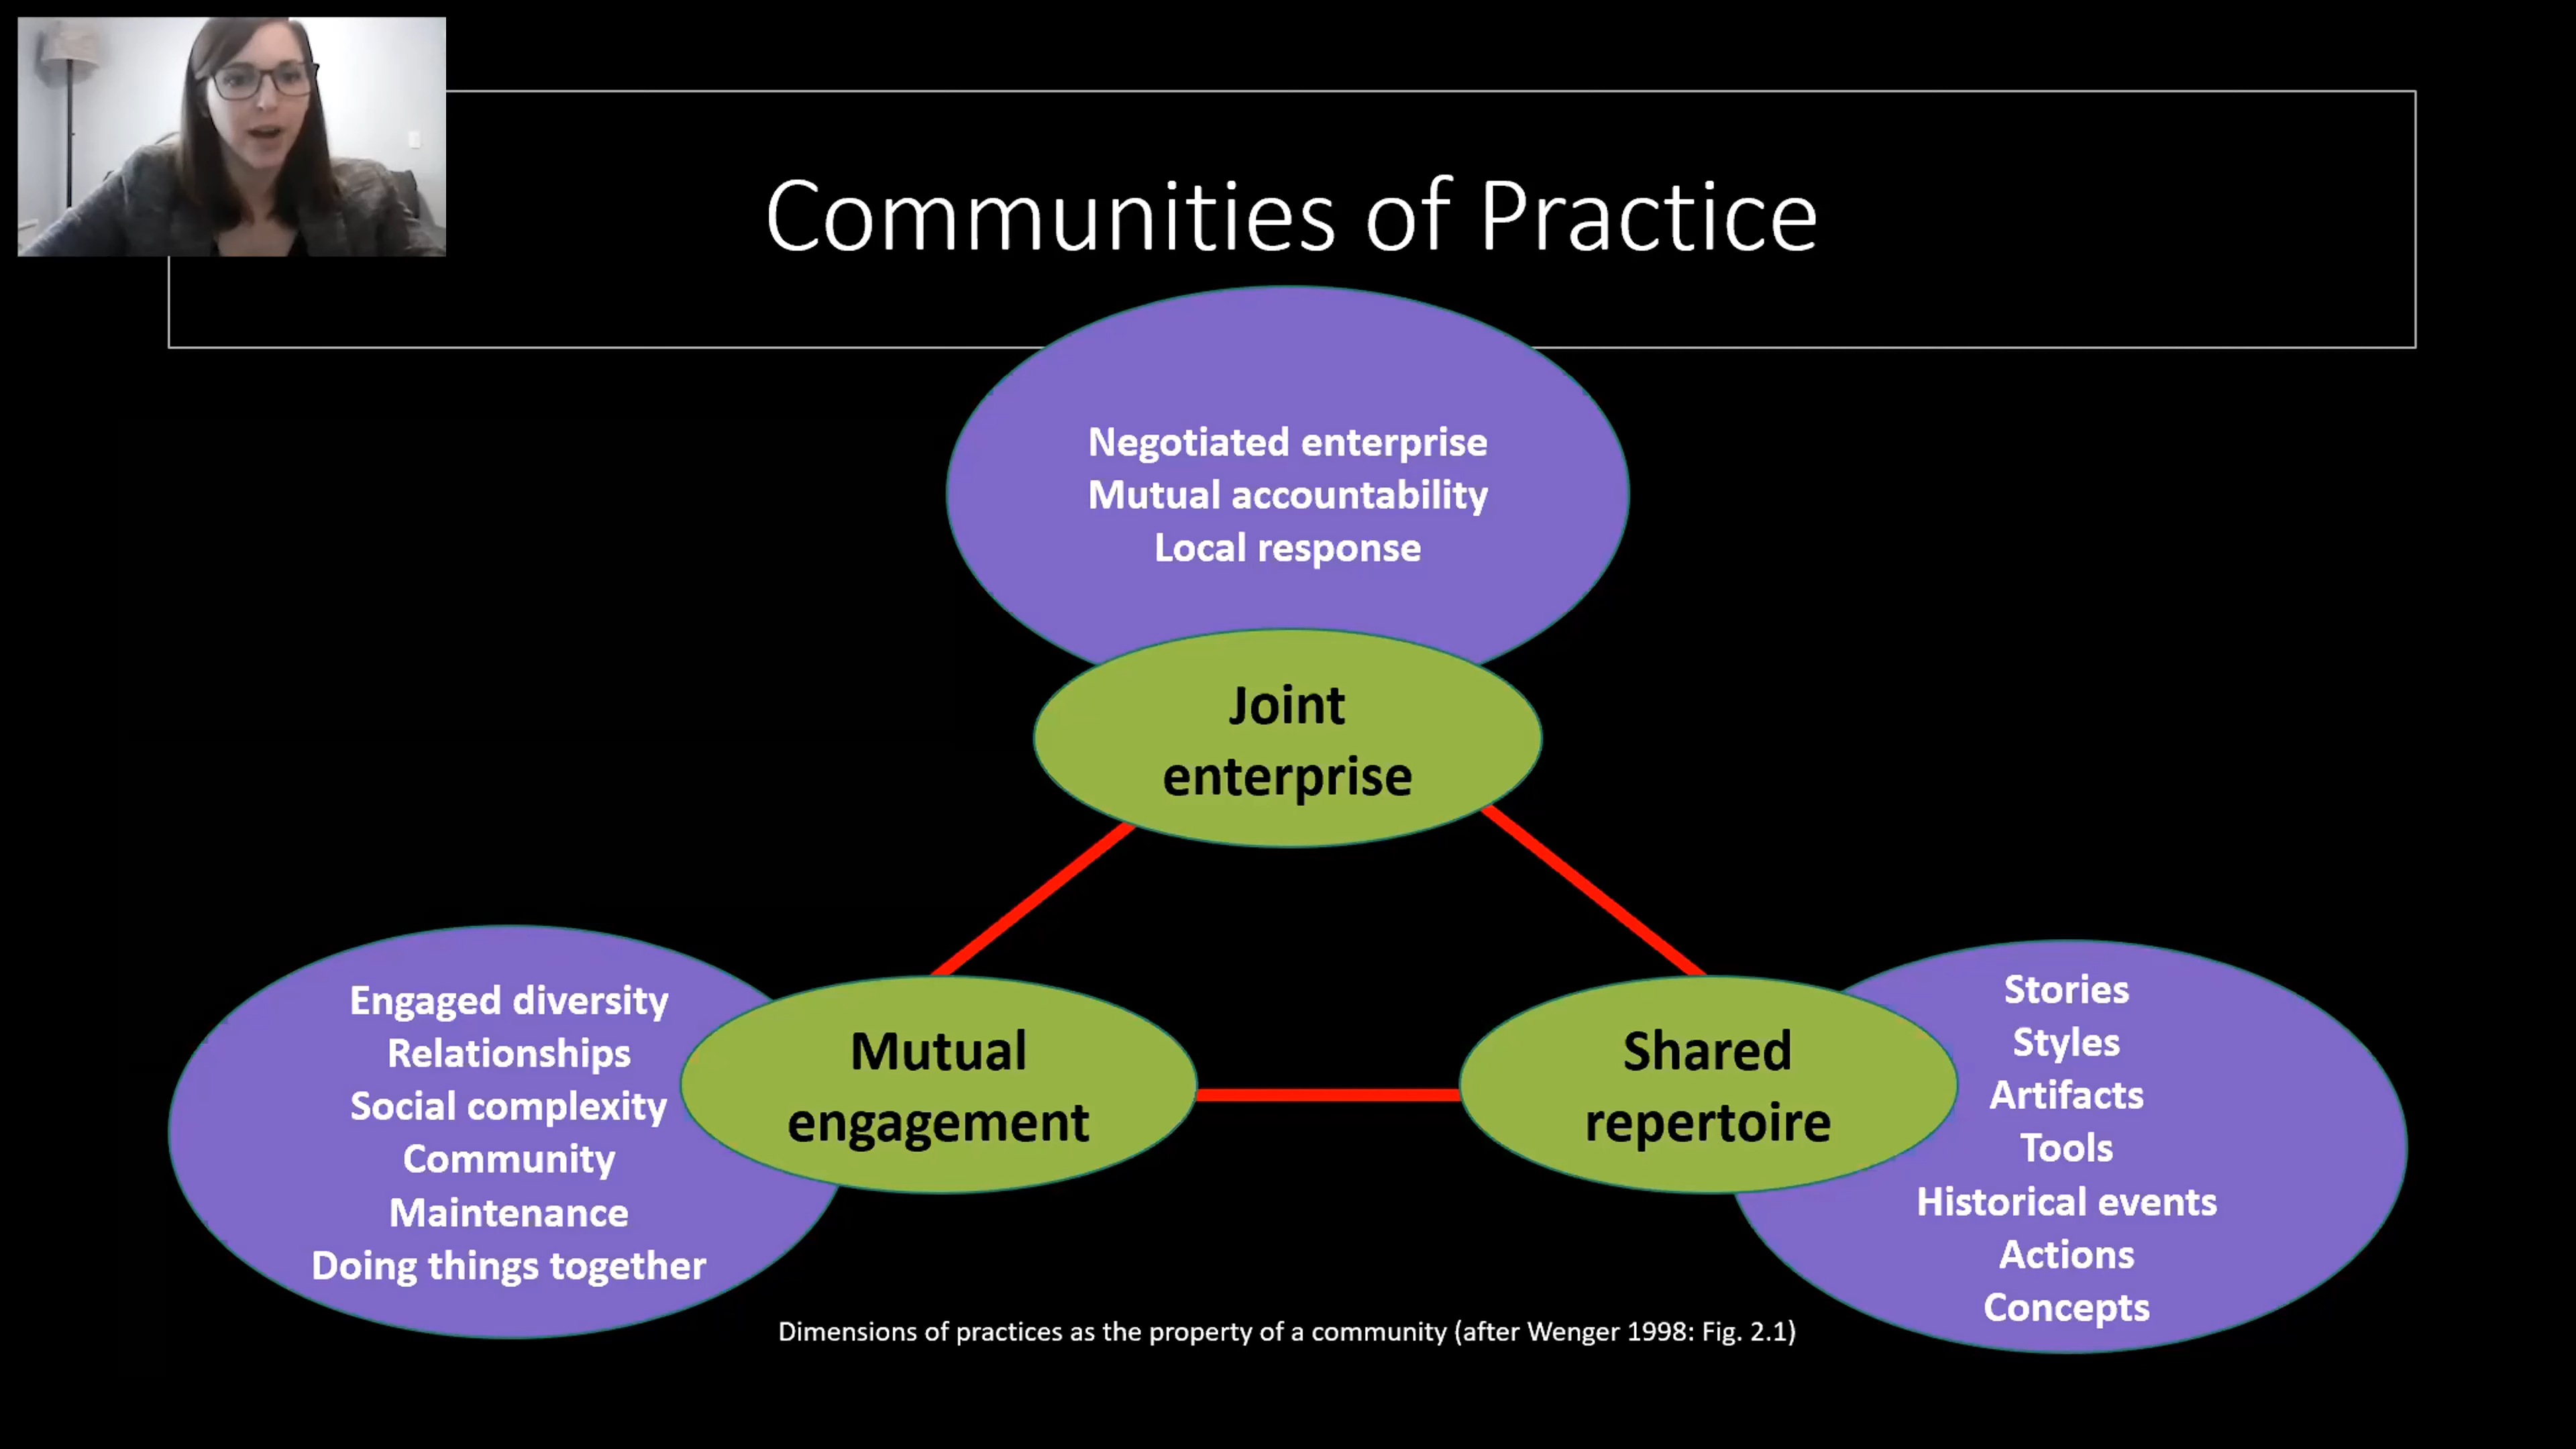 Communities of Practice
Negotiated enterprise
Mutual accountability
Local response
Joint
enterprise
Engaged diversity
Relationships
Social complexity
Community
Maintenance
Doing things together
Mutual
engagement
Shared
repertoire
Stories
Styles
Artifacts
Tools
Historical events
Actions
Concepts
Dimensions of practices as the property of a community (after Wenger 1998: Fig. 2.1)